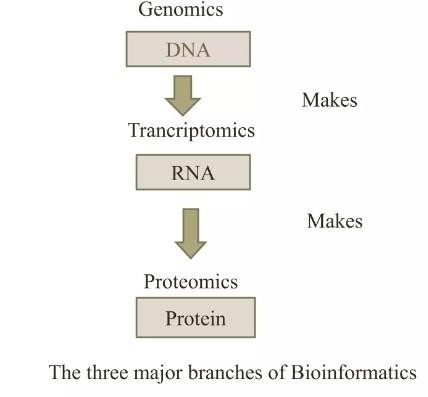 Genomics
DNA
Makes
Trancriptomics
RNA
Makes
Proteomics
Protein
The three major branches of Bioinformatics